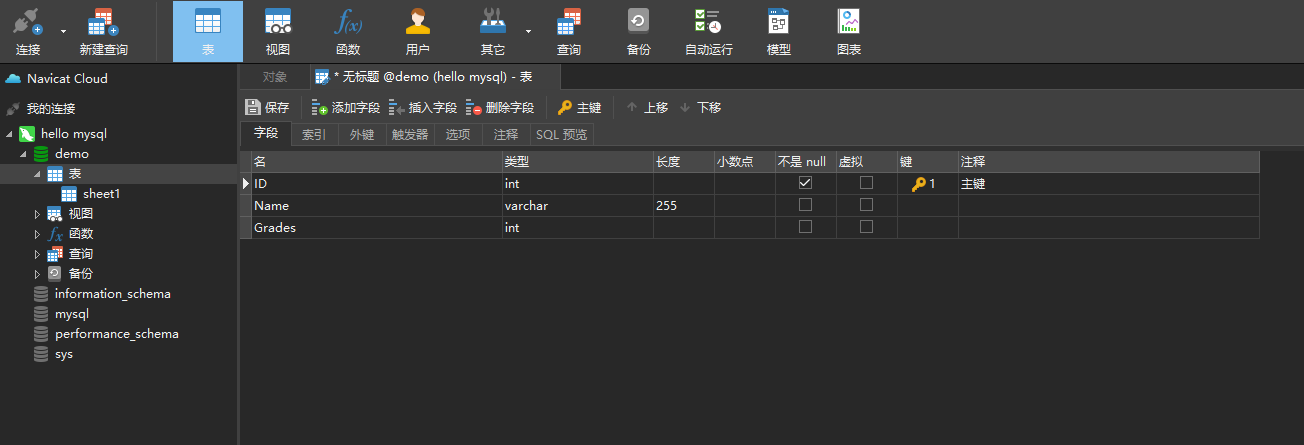 连接 新建查询 表 视图 函数 用户 其它 查询 备份 自动运行 模型 图表
Navicat Cloud
我的连接
hello mysql
demo
表
sheet1
视图
函数
查询
备份
information_schema
mysql
performance_schema
sys
对象 * 无标题 @demo (hello mysql) - 表
保存 添加字段 插入字段 删除字段 主键 上移 下移
字段 索引 外键 触发器 选项 注释 SQL 预览
名 类型 长度 小数点 不是 null 虚拟 键 注释
ID int 1 主键
Name varchar 255
Grades int